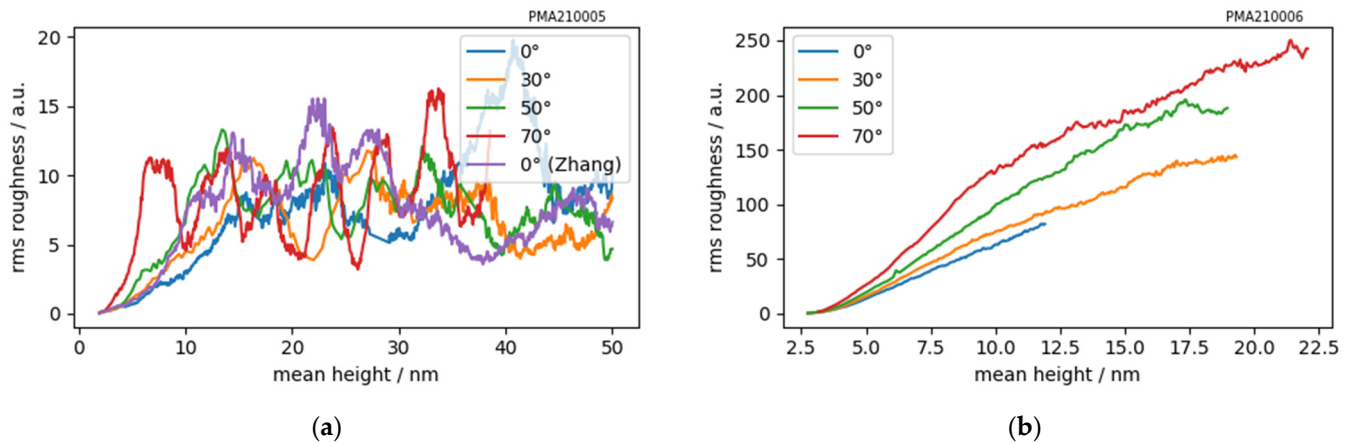 PMA210005
rms roughness / a.u.
20
15
10
5
0
0°
30°
50°
70°
0° (Zhang)
0 10 20 30 40 50
mean height / nm
(a)
PMA210006
rms roughness / a.u.
250
200
150
100
50
0
0°
30°
50°
70°
2.5 5.0 7.5 10.0 12.5 15.0 17.5 20.0 22.5
mean height / nm
(b)